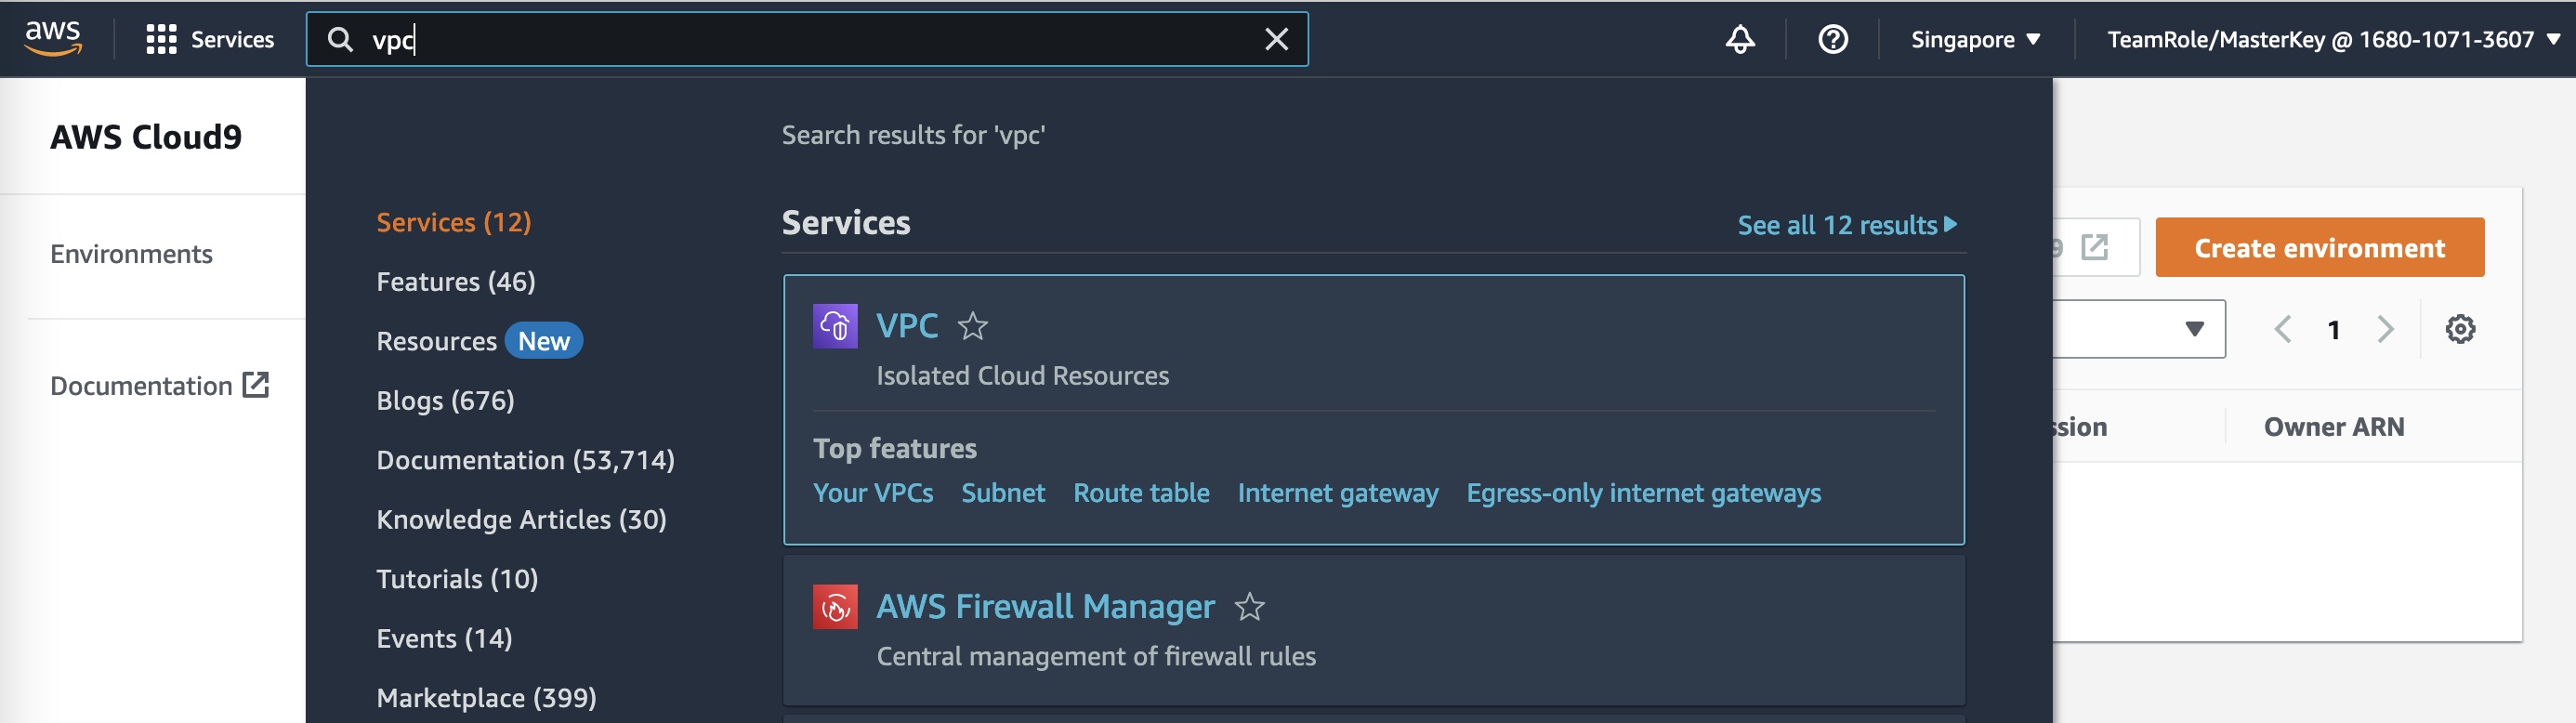 aws Services vpc Singapore TeamRole/MasterKey @ 1680-1071-3607
AWS Cloud9
Environments
Documentation
Search results for 'vpc'
Services (12)
Features (46)
Resources New
Blogs (676)
Documentation (53,714)
Knowledge Articles (30)
Tutorials (10)
Events (14)
Marketplace (399)
Services See all 12 results
VPC
Isolated Cloud Resources
Top features
Your VPCs Subnet Route table Internet gateway Egress-only internet gateways
AWS Firewall Manager
Central management of firewall rules
9 Create environment
1
ssion Owner ARN